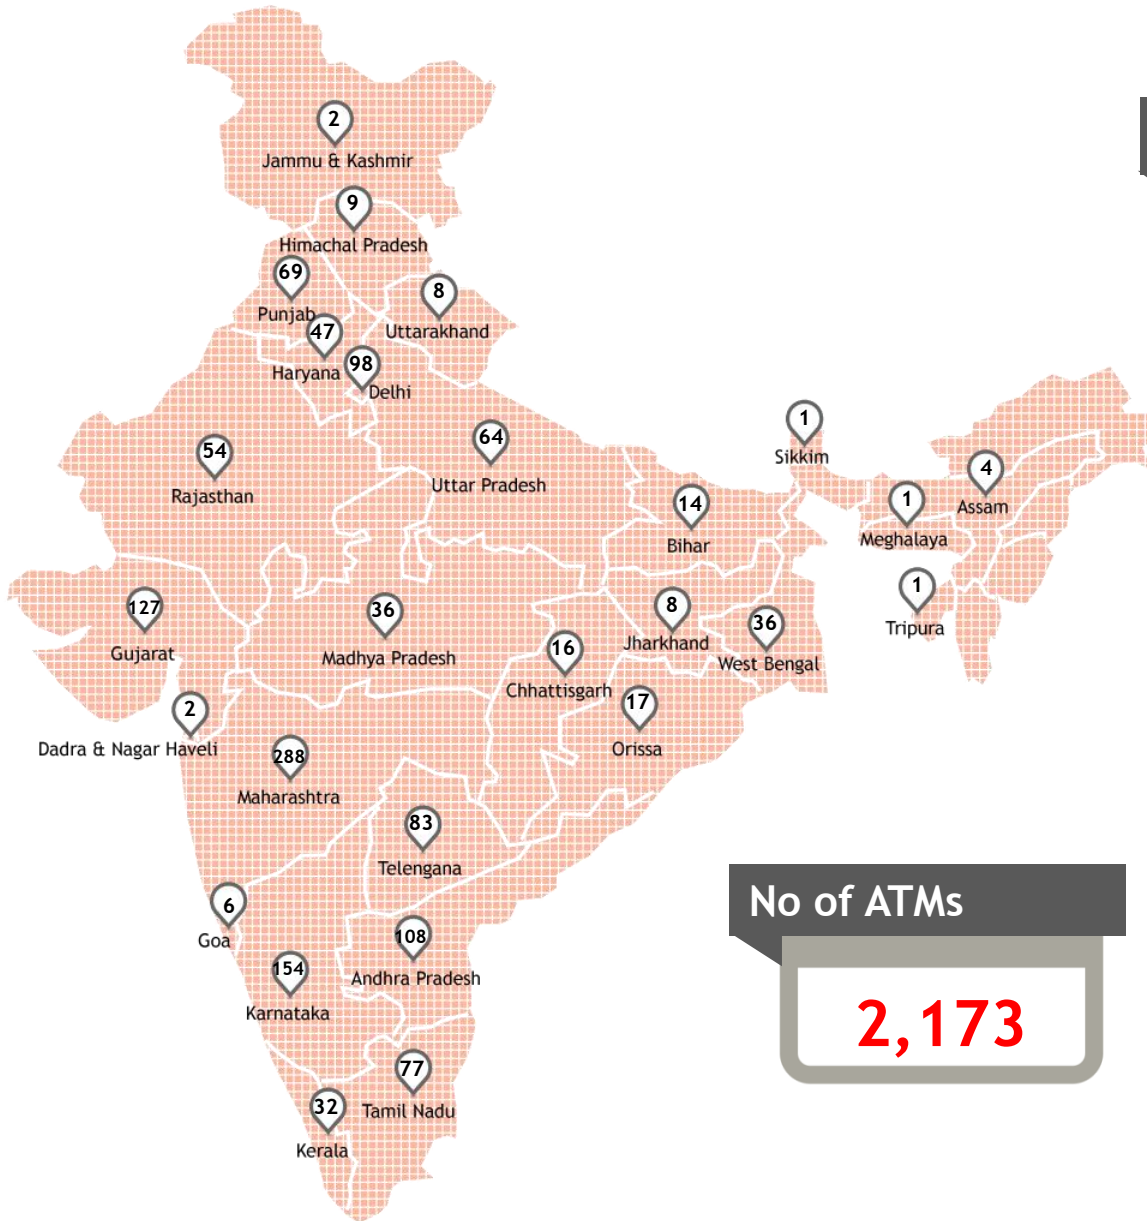 2
Jammu & Kashmir
9
Himachal Pradesh
69
Punjab
8
Uttarakhand
47
Haryana
98
Delhi
54
Rajasthan
64
Uttar Pradesh
1
Sikkim
4
Assam
14
Bihar
1
Meghalaya
127
Gujarat
36
Madhya Pradesh
8
Jharkhand
1
Tripura
36
West Bengal
16
Chhattisgarh
17
Orissa
2
Dadra & Nagar Haveli
288
Maharashtra
83
Telengana
6
Goa
108
Andhra Pradesh
154
Karnataka
77
Tamil Nadu
32
Kerala
No of ATMs
2,173